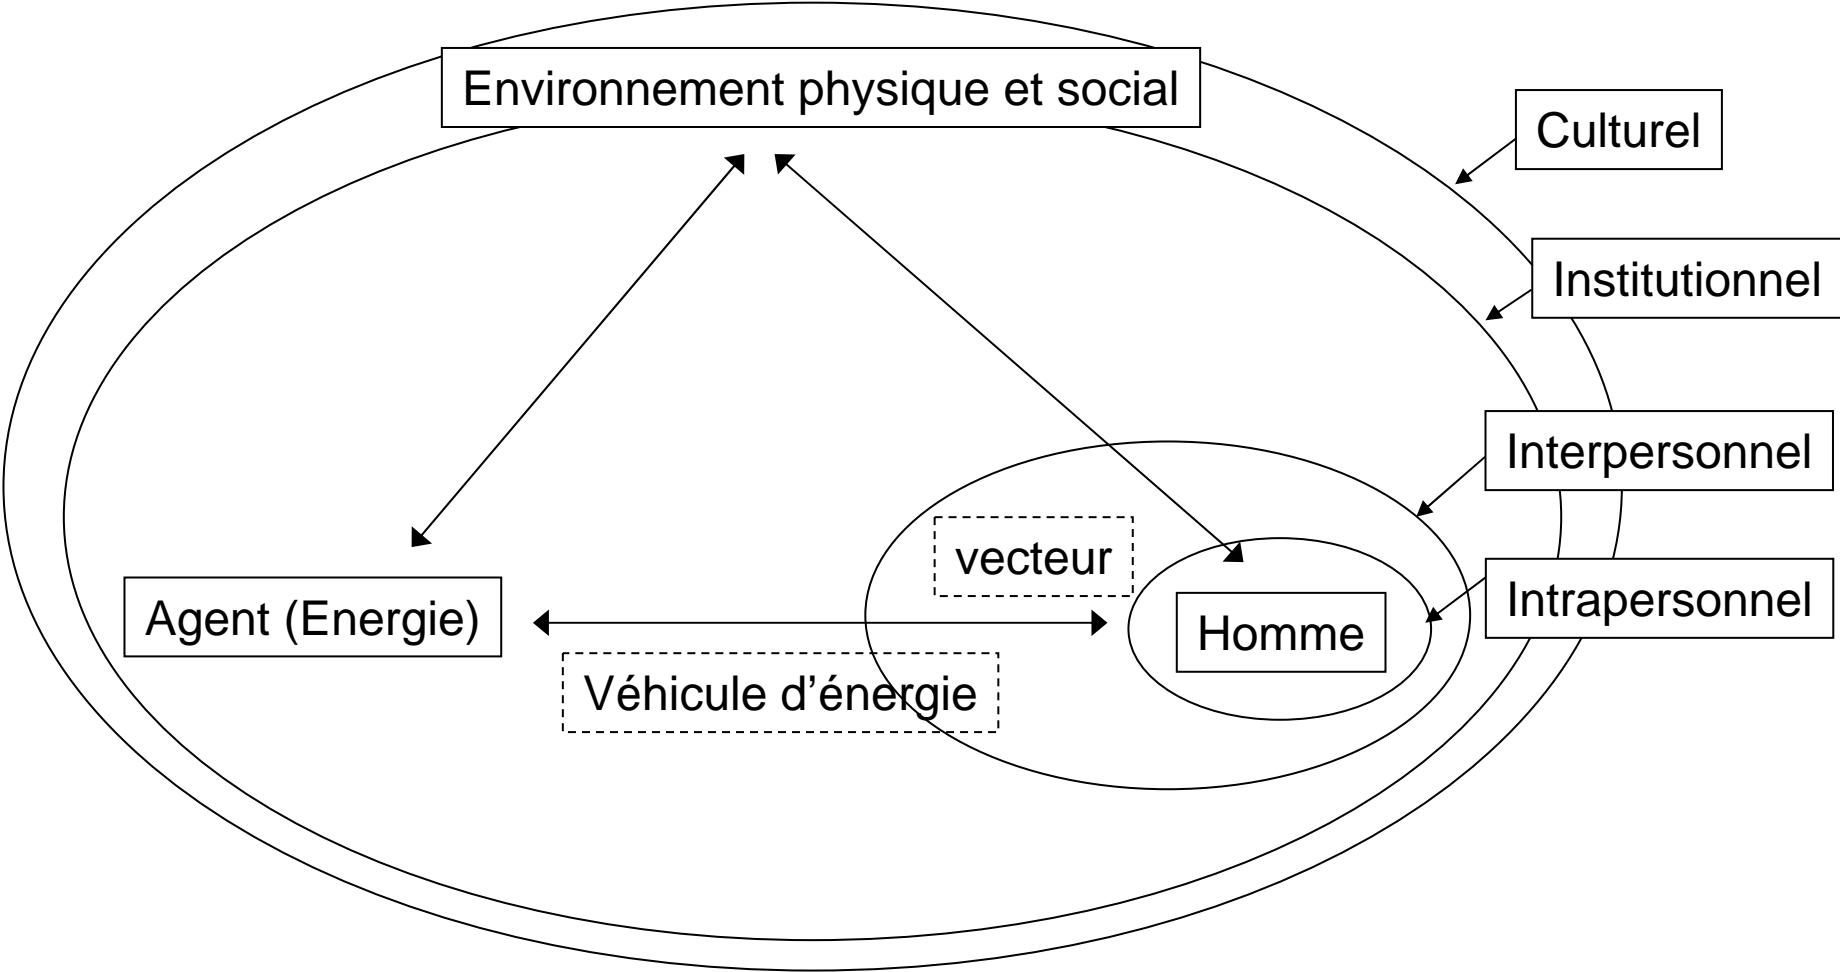 Environnement physique et social
Culturel
Institutionnel
Interpersonnel
vecteur
Intrapersonnel
Agent (Energie)
Homme
Véhicule d’énergie